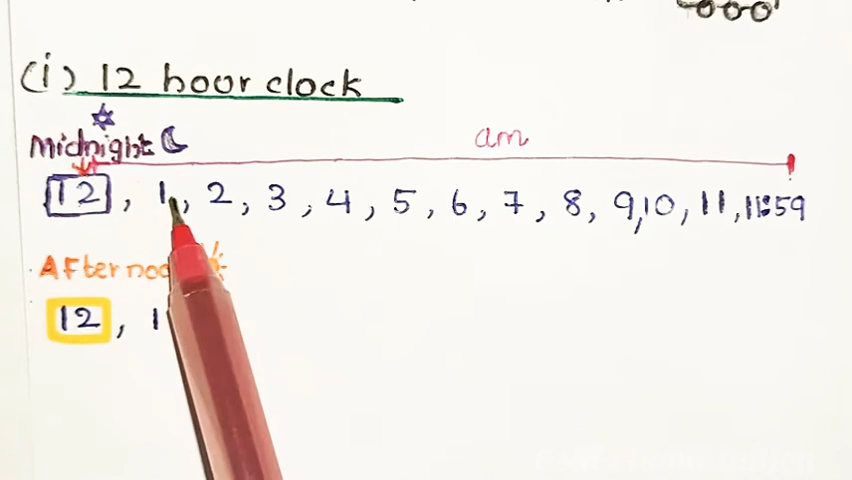 (i) 12 hour clock
Midnight am
12, 1, 2, 3, 4, 5, 6, 7, 8, 9, 10, 11, 11:59
12, 1